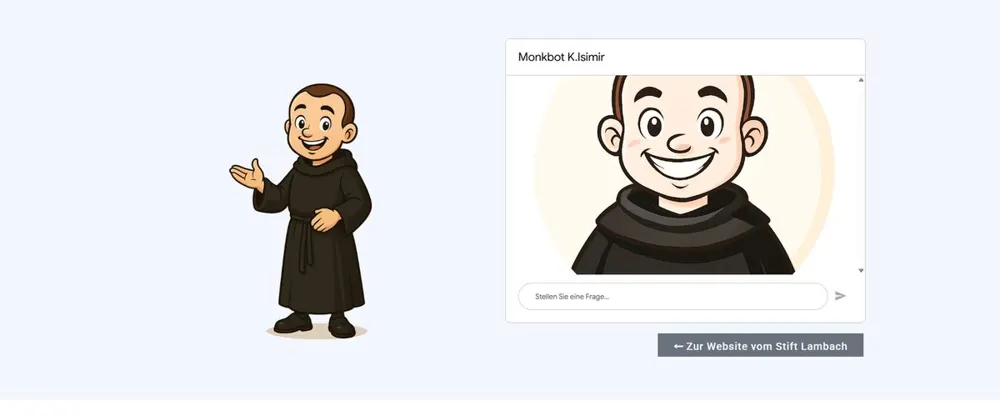 Monkbot K.Isimir
Stellen Sie eine Frage...
← Zur Website vom Stift Lambach